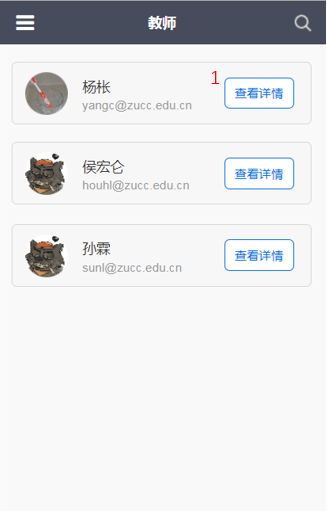 教师
1
杨枨
查看详情
yangc@zucc.edu.cn
侯宏仑
查看详情
houhl@zucc.edu.cn
孙霖
查看详情
sunl@zucc.edu.cn